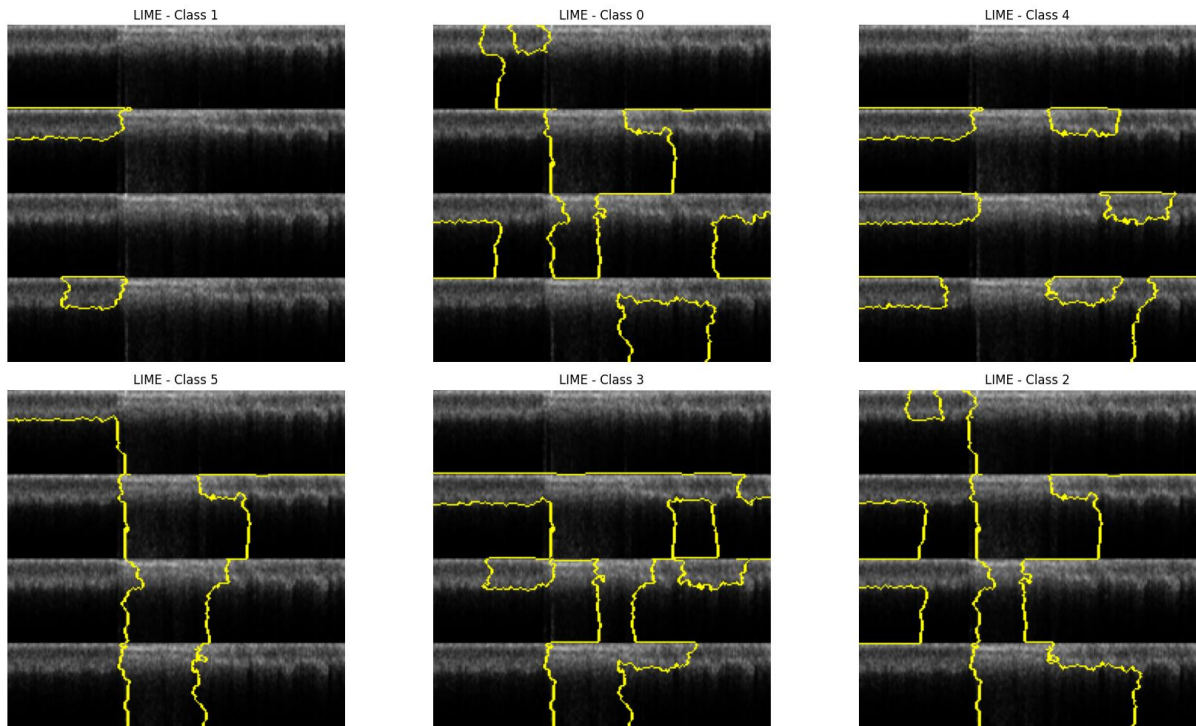 LIME - Class 1
LIME - Class 0
LIME - Class 4
LIME - Class 5
LIME - Class 3
LIME - Class 2